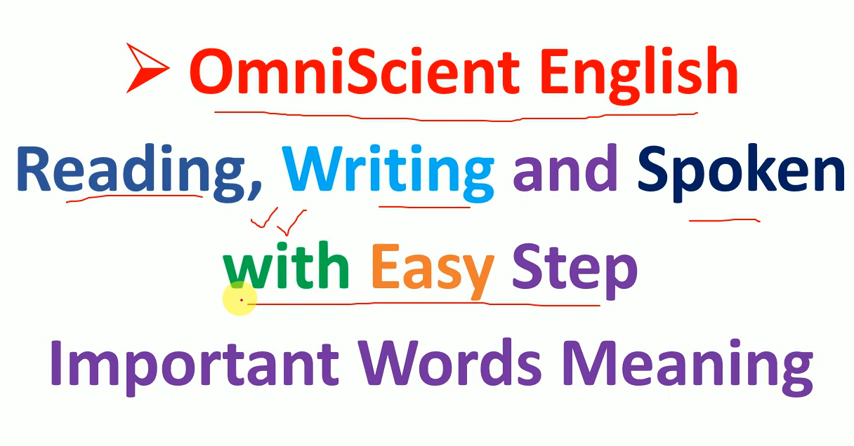 OmniScient English
Reading, Writing and Spoken
with Easy Step
Important Words Meaning